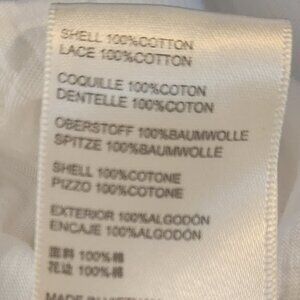 SHELL 100%COTTON
LACE 100%COTTON
COQUILLE 100%COTON
DENTELLE 100%COTON
OBERSTOFF 100%BAUMWOLLE
SPITZE 100%BAUMWOLLE
SHELL 100%COTONE
PIZZO 100%COTONE
EXTERIOR 100%ALGODÓN
ENCAJE 100%ALGODÓN
面料 100%棉
花边 100%棉
MADE IN